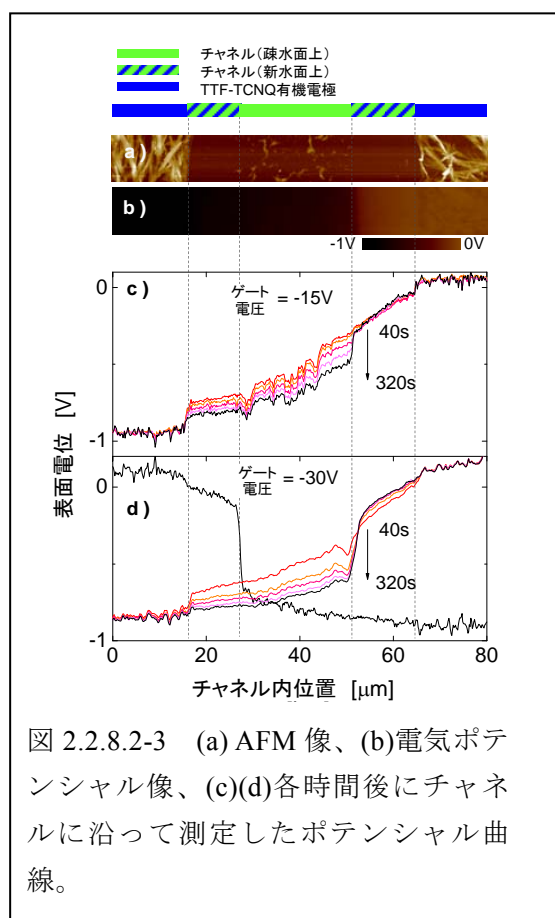 チャネル(疎水面上)
チャネル(新水面上)
TTF-TCNQ有機電極
a)
b)
-1V 0V
c)
ゲート電圧 = -15V
0
40s
320s
-1
表面電位 [V]
d)
ゲート電圧 = -30V
0
40s
320s
-1
0 20 40 60 80
チャネル内位置 [μm]
図 2.2.8.2-3 (a) AFM 像、(b)電気ポテ
ンシャル像、(c)(d)各時間後にチャネ
ルに沿って測定したポテンシャル曲
線。